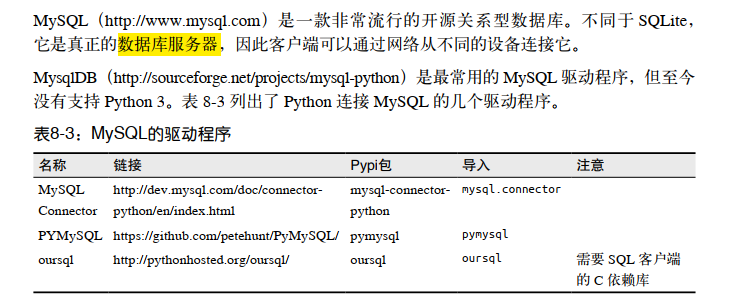 MySQL（http://www.mysql.com）是一款非常流行的开源关系型数据库。不同于 SQLite，
它是真正的数据库服务器，因此客户端可以通过网络从不同的设备连接它。
MysqlDB（http://sourceforge.net/projects/mysql-python）是最常用的 MySQL 驱动程序，但至今
没有支持 Python 3。表 8-3 列出了 Python 连接 MySQL 的几个驱动程序。
表8-3：MySQL的驱动程序
名称 链接 Pypi包 导入 注意
MySQL http://dev.mysql.com/doc/connector- mysql-connector- mysql.connector
Connector python/en/index.html python
PYMySQL https://github.com/petehunt/PyMySQL/ pymysql pymysql
oursql http://pythonhosted.org/oursql/ oursql oursql 需要 SQL 客户端
的 C 依赖库